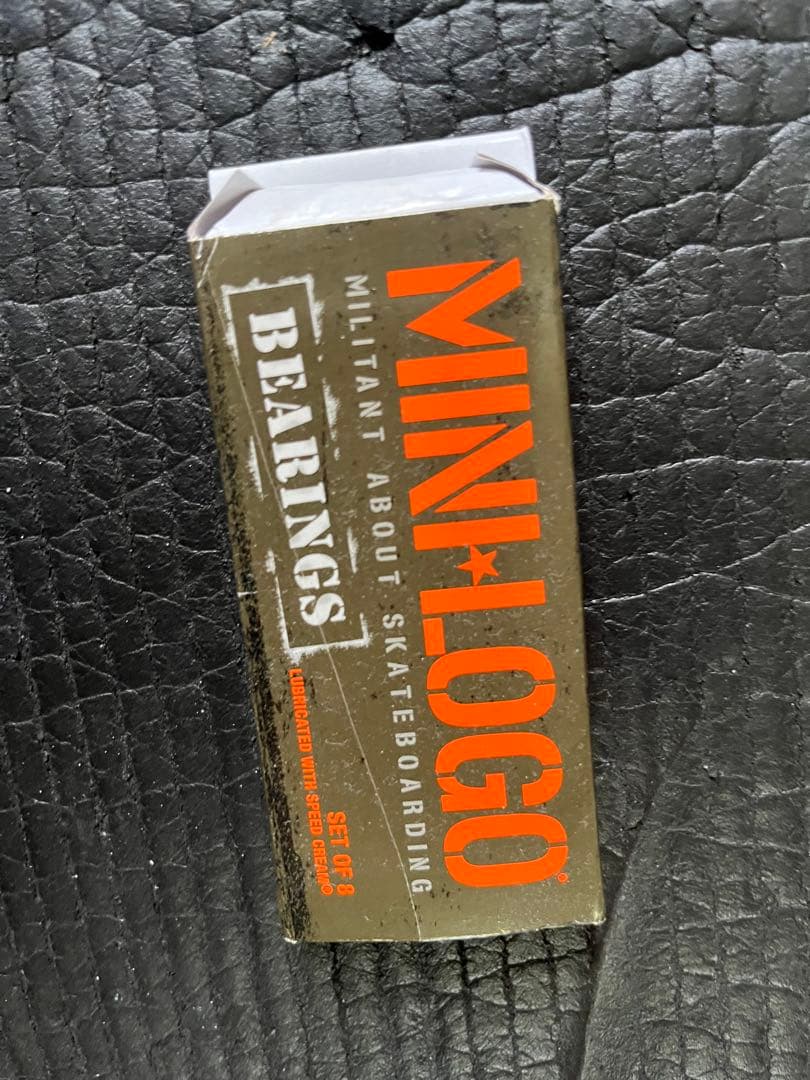 MINI★LOGO®
MILITANT ABOUT SKATEBOARDING
BEARINGS
SET OF 8
LUBRICATED WITH SPEED CREAM®